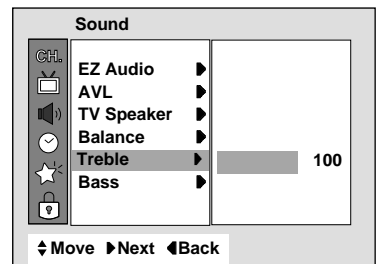 Sound
CH.
EZ Audio
AVL
TV Speaker
Balance
Treble 100
Bass
Move Next Back